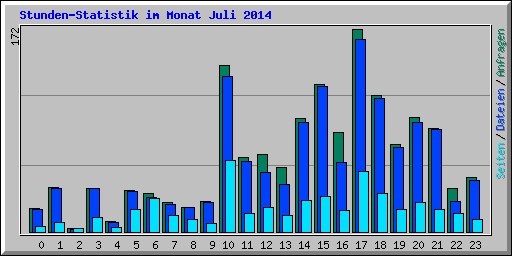 Stunden-Statistik im Monat Juli 2014
172
Seiten / Dateien / Anfragen
0 1 2 3 4 5 6 7 8 9 10 11 12 13 14 15 16 17 18 19 20 21 22 23